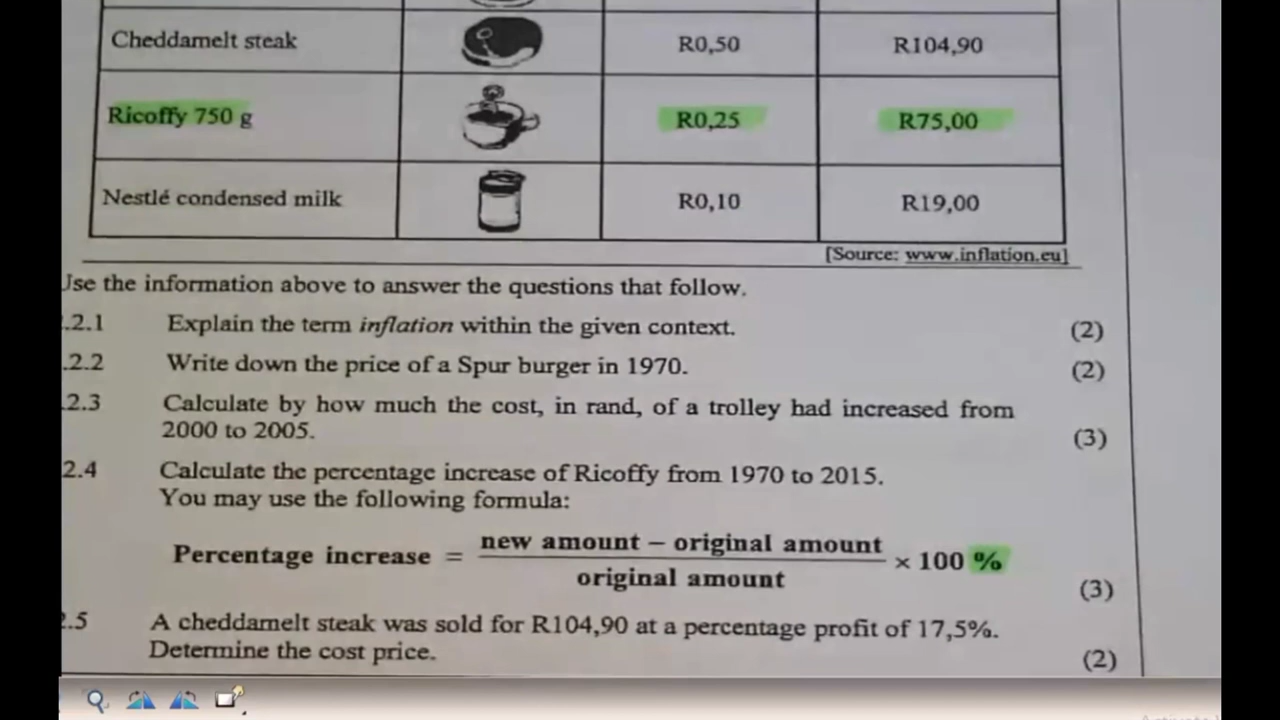 Cheddamelt steak R0,50 R104,90
Ricoffy 750 g R0,25 R75,00
Nestlé condensed milk R0,10 R19,00
[Source: www.inflation.eu]
Use the information above to answer the questions that follow.
.2.1 Explain the term inflation within the given context. (2)
.2.2 Write down the price of a Spur burger in 1970. (2)
.2.3 Calculate by how much the cost, in rand, of a trolley had increased from
2000 to 2005. (3)
2.4 Calculate the percentage increase of Ricoffy from 1970 to 2015.
You may use the following formula:
Percentage increase = new amount – original amount
original amount × 100 %
(3)
.5 A cheddamelt steak was sold for R104,90 at a percentage profit of 17,5%.
Determine the cost price. (2)